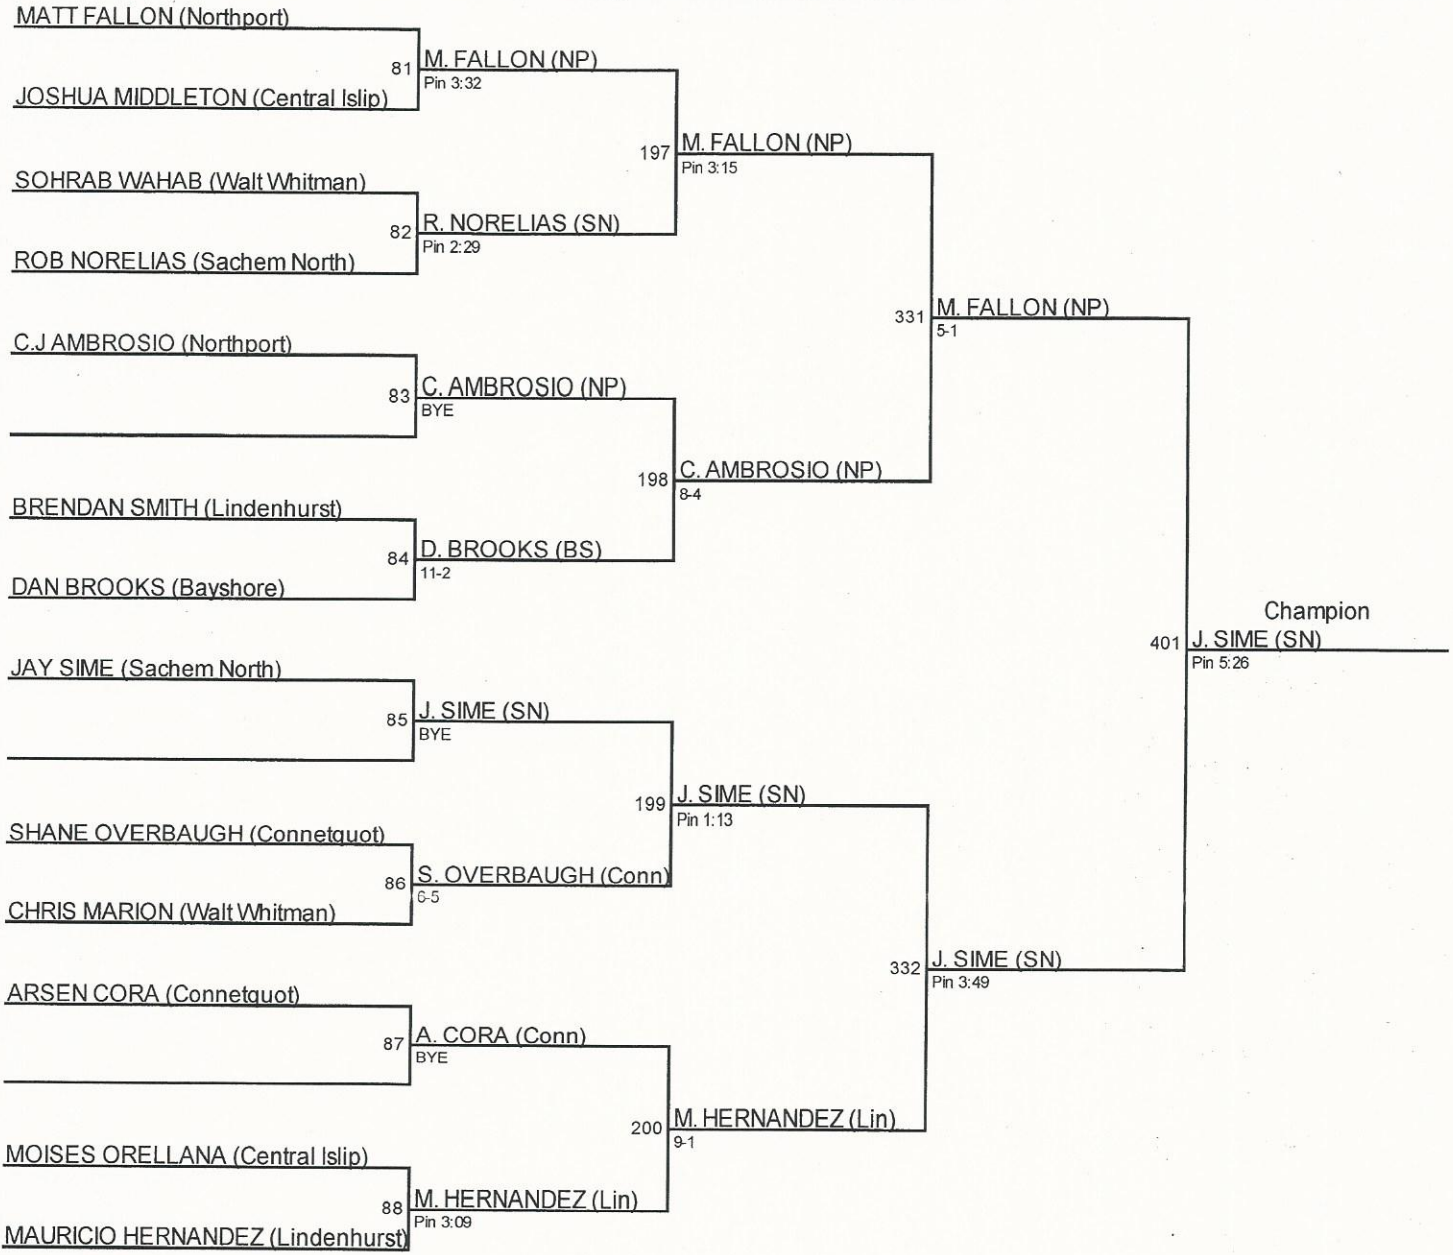 MATT FALLON (Northport)
81
M. FALLON (NP)
Pin 3:32
JOSHUA MIDDLETON (Central Islip)
197
M. FALLON (NP)
Pin 3:15
SOHRAB WAHAB (Walt Whitman)
82
R. NORELIAS (SN)
Pin 2:29
ROB NORELIAS (Sachem North)
331
M. FALLON (NP)
5-1
C.J AMBROSIO (Northport)
83
C. AMBROSIO (NP)
BYE
198
C. AMBROSIO (NP)
8-4
BRENDAN SMITH (Lindenhurst)
84
D. BROOKS (BS)
11-2
DAN BROOKS (Bayshore)
Champion
401
J. SIME (SN)
Pin 5:26
JAY SIME (Sachem North)
85
J. SIME (SN)
BYE
199
J. SIME (SN)
Pin 1:13
SHANE OVERBAUGH (Connetquot)
86
S. OVERBAUGH (Conn)
6-5
CHRIS MARION (Walt Whitman)
332
J. SIME (SN)
Pin 3:49
ARSEN CORA (Connetquot)
87
A. CORA (Conn)
BYE
200
M. HERNANDEZ (Lin)
9-1
MOISES ORELLANA (Central Islip)
88
M. HERNANDEZ (Lin)
Pin 3:09
MAURICIO HERNANDEZ (Lindenhurst)